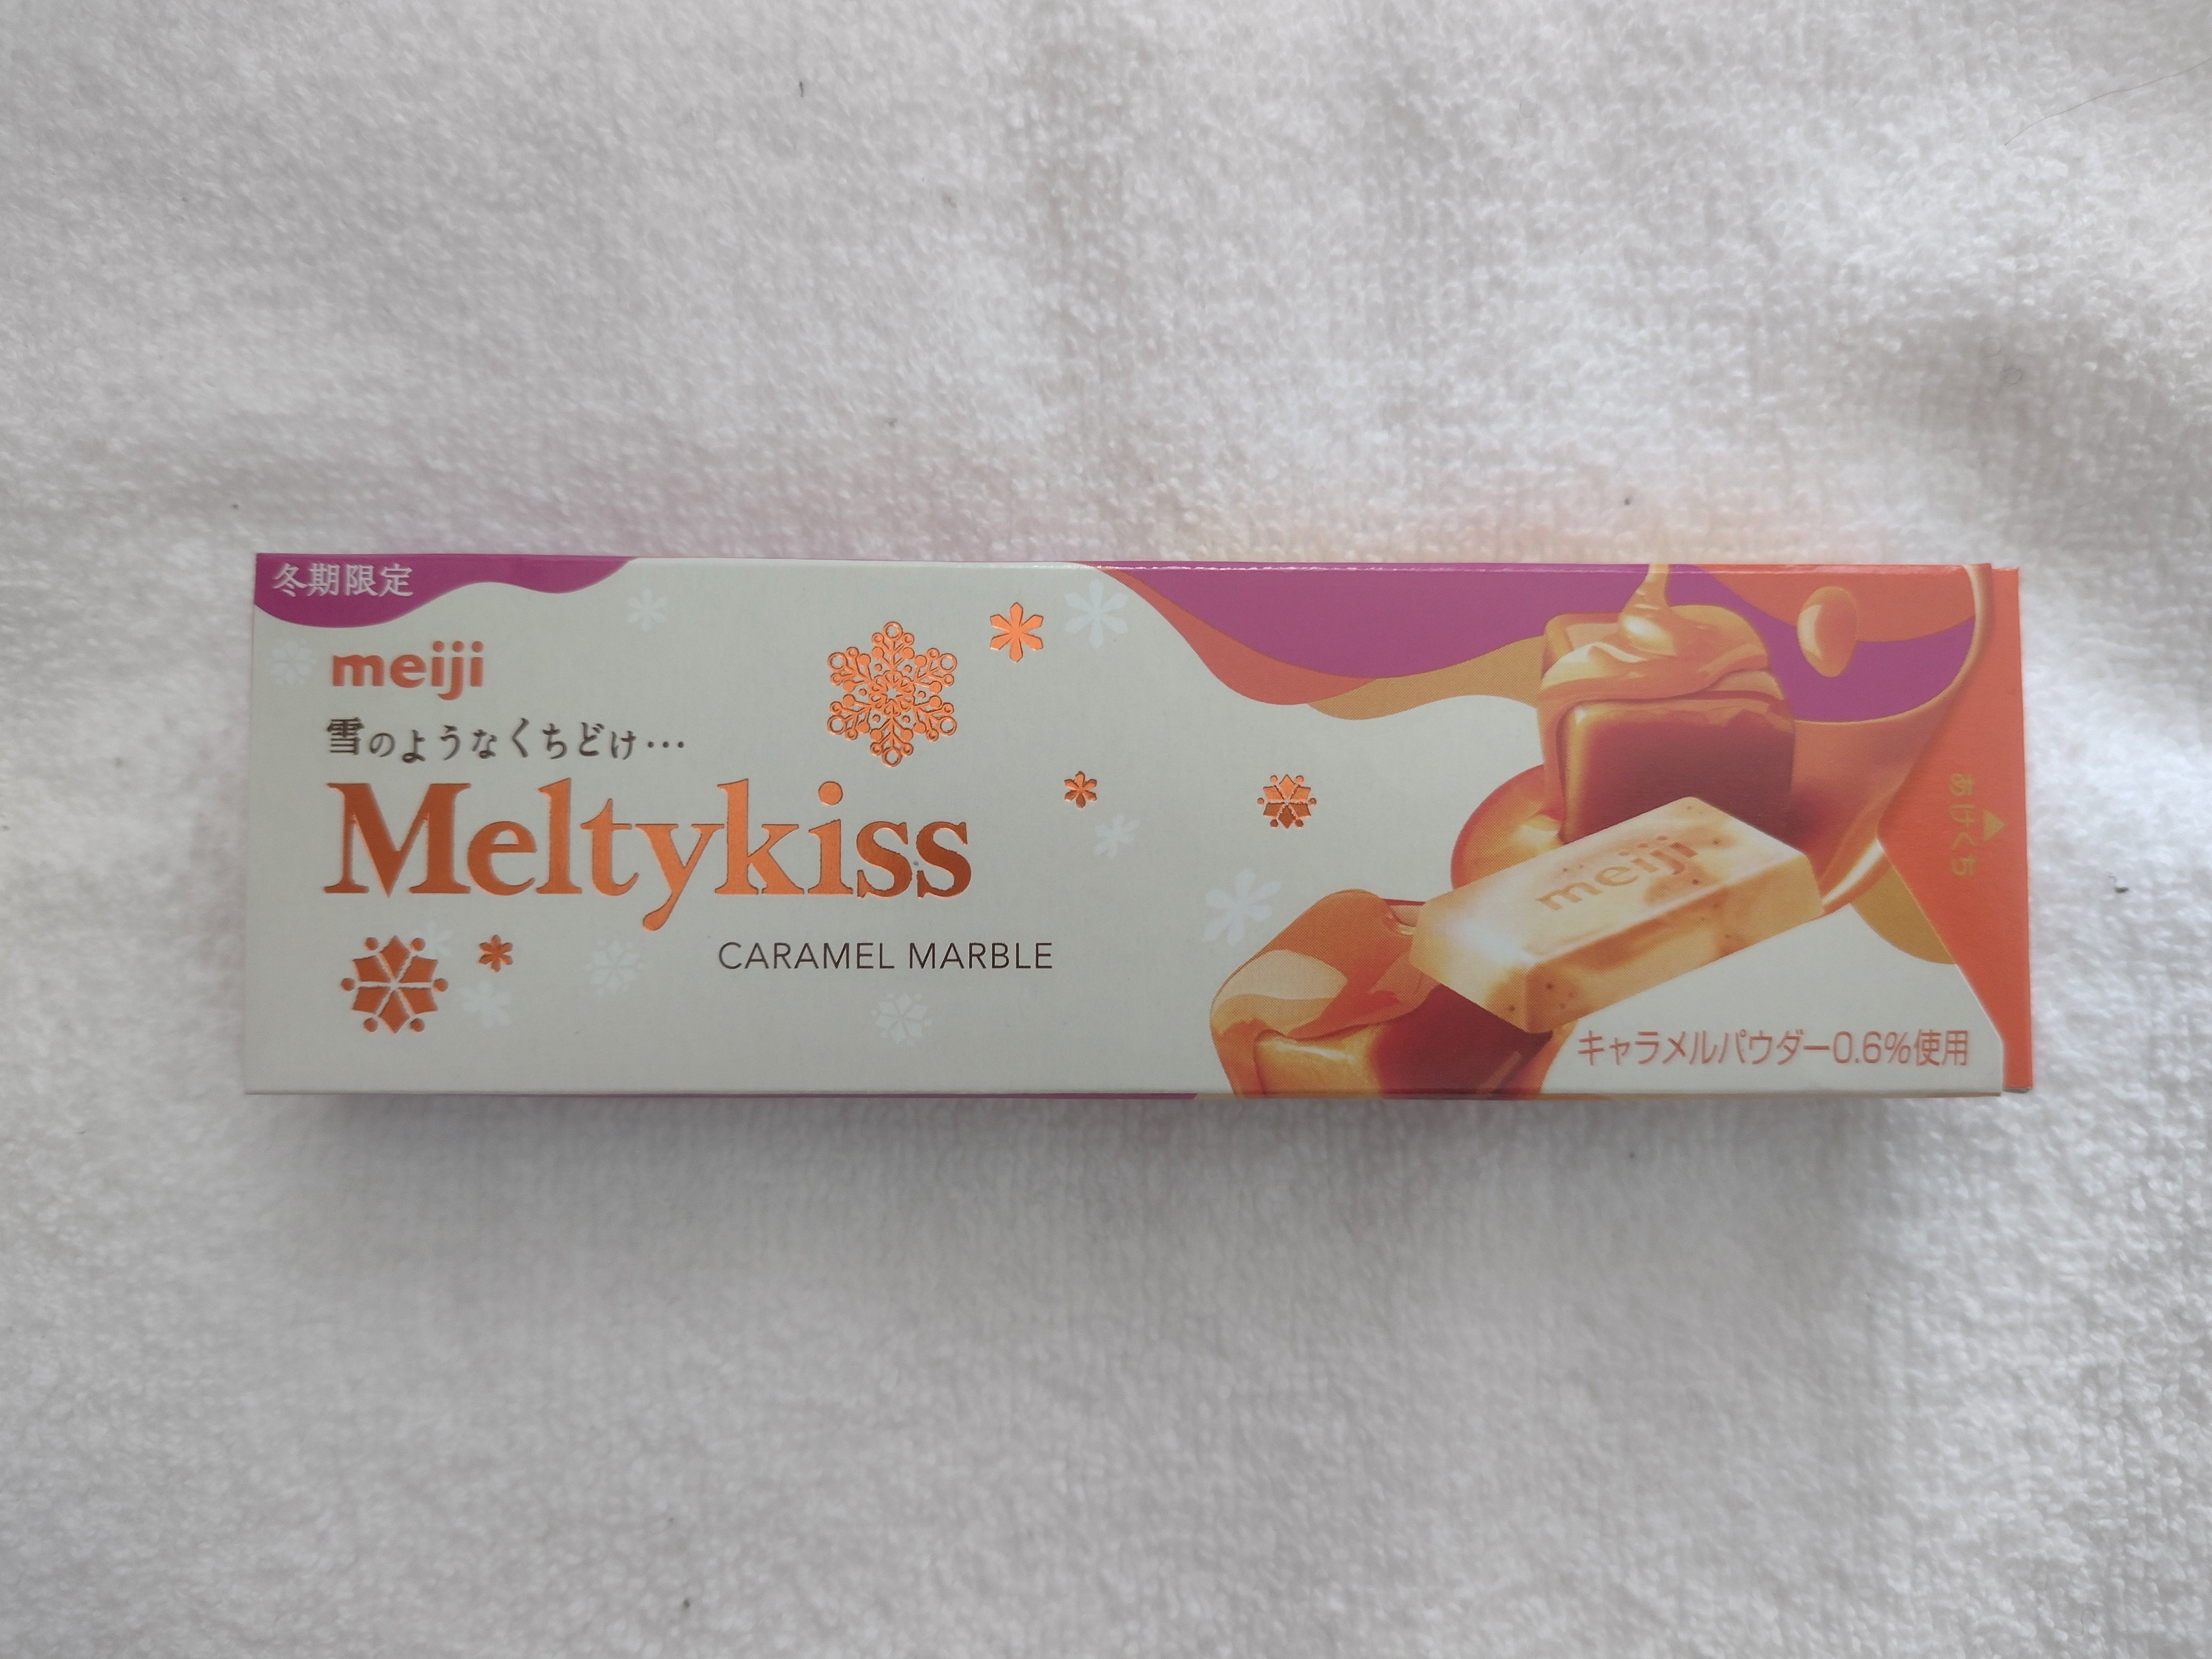 冬期限定
meiji
雪のようなくちどけ…
Meltykiss
CARAMEL MARBLE
meiji
キャラメルパウダー0.6%使用
あけくち